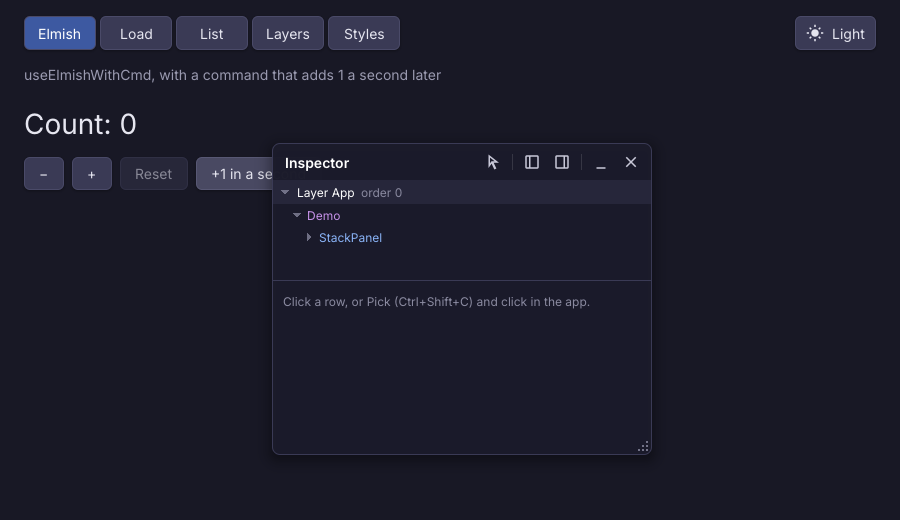 Elmish Load List Layers Styles Light
useElmishWithCmd, with a command that adds 1 a second later
Count: 0
− + Reset +1 in a se
Inspector
Layer App order 0
Demo
StackPanel
Click a row, or Pick (Ctrl+Shift+C) and click in the app.